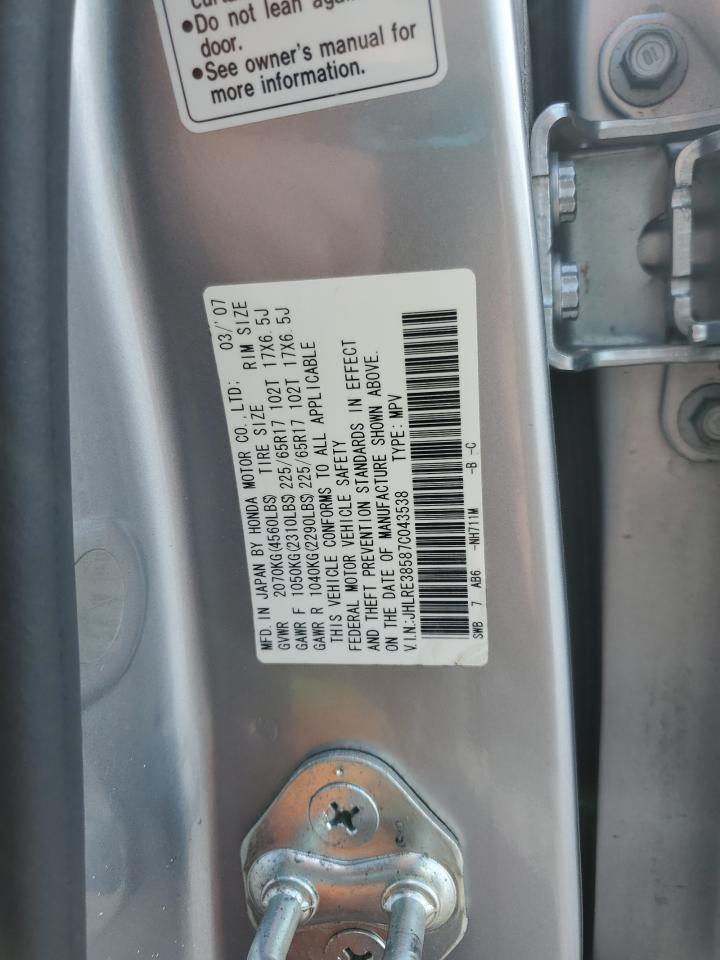 ●Do not lean
door.
●See owner's manual for
more information.
MFD. IN JAPAN BY HONDA MOTOR CO., LTD: 03/'07
TIRE SIZE RIM SIZE
GVWR 2070KG(4560LBS)
GAWR F 1050KG(2310LBS) 225/65R17 102T 17X6.5J
GAWR R 1040KG(2290LBS) 225/65R17 102T 17X6.5J
THIS VEHICLE CONFORMS TO ALL APPLICABLE
FEDERAL MOTOR VEHICLE SAFETY
AND THEFT PREVENTION STANDARDS IN EFFECT
ON THE DATE OF MANUFACTURE SHOWN ABOVE.
V.I.N:JHLRE38587C043538 TYPE: MPV
SWB 7 AB6 -NH711M -B -C
10